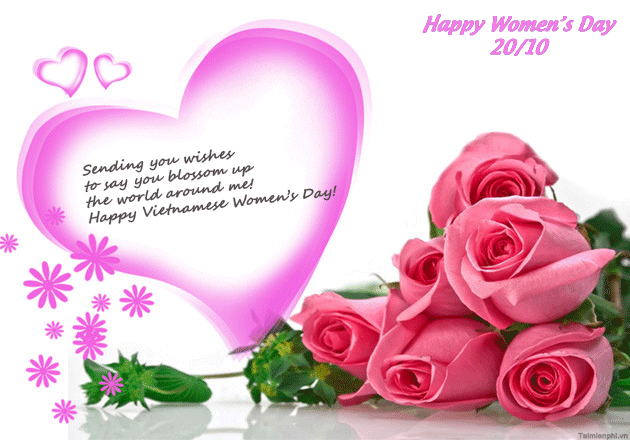 Happy Women's Day
20/10
Sending you wishes
to say you blossom up
the world around me!
Happy Vietnamese Women's Day!
Taimienphi.vn